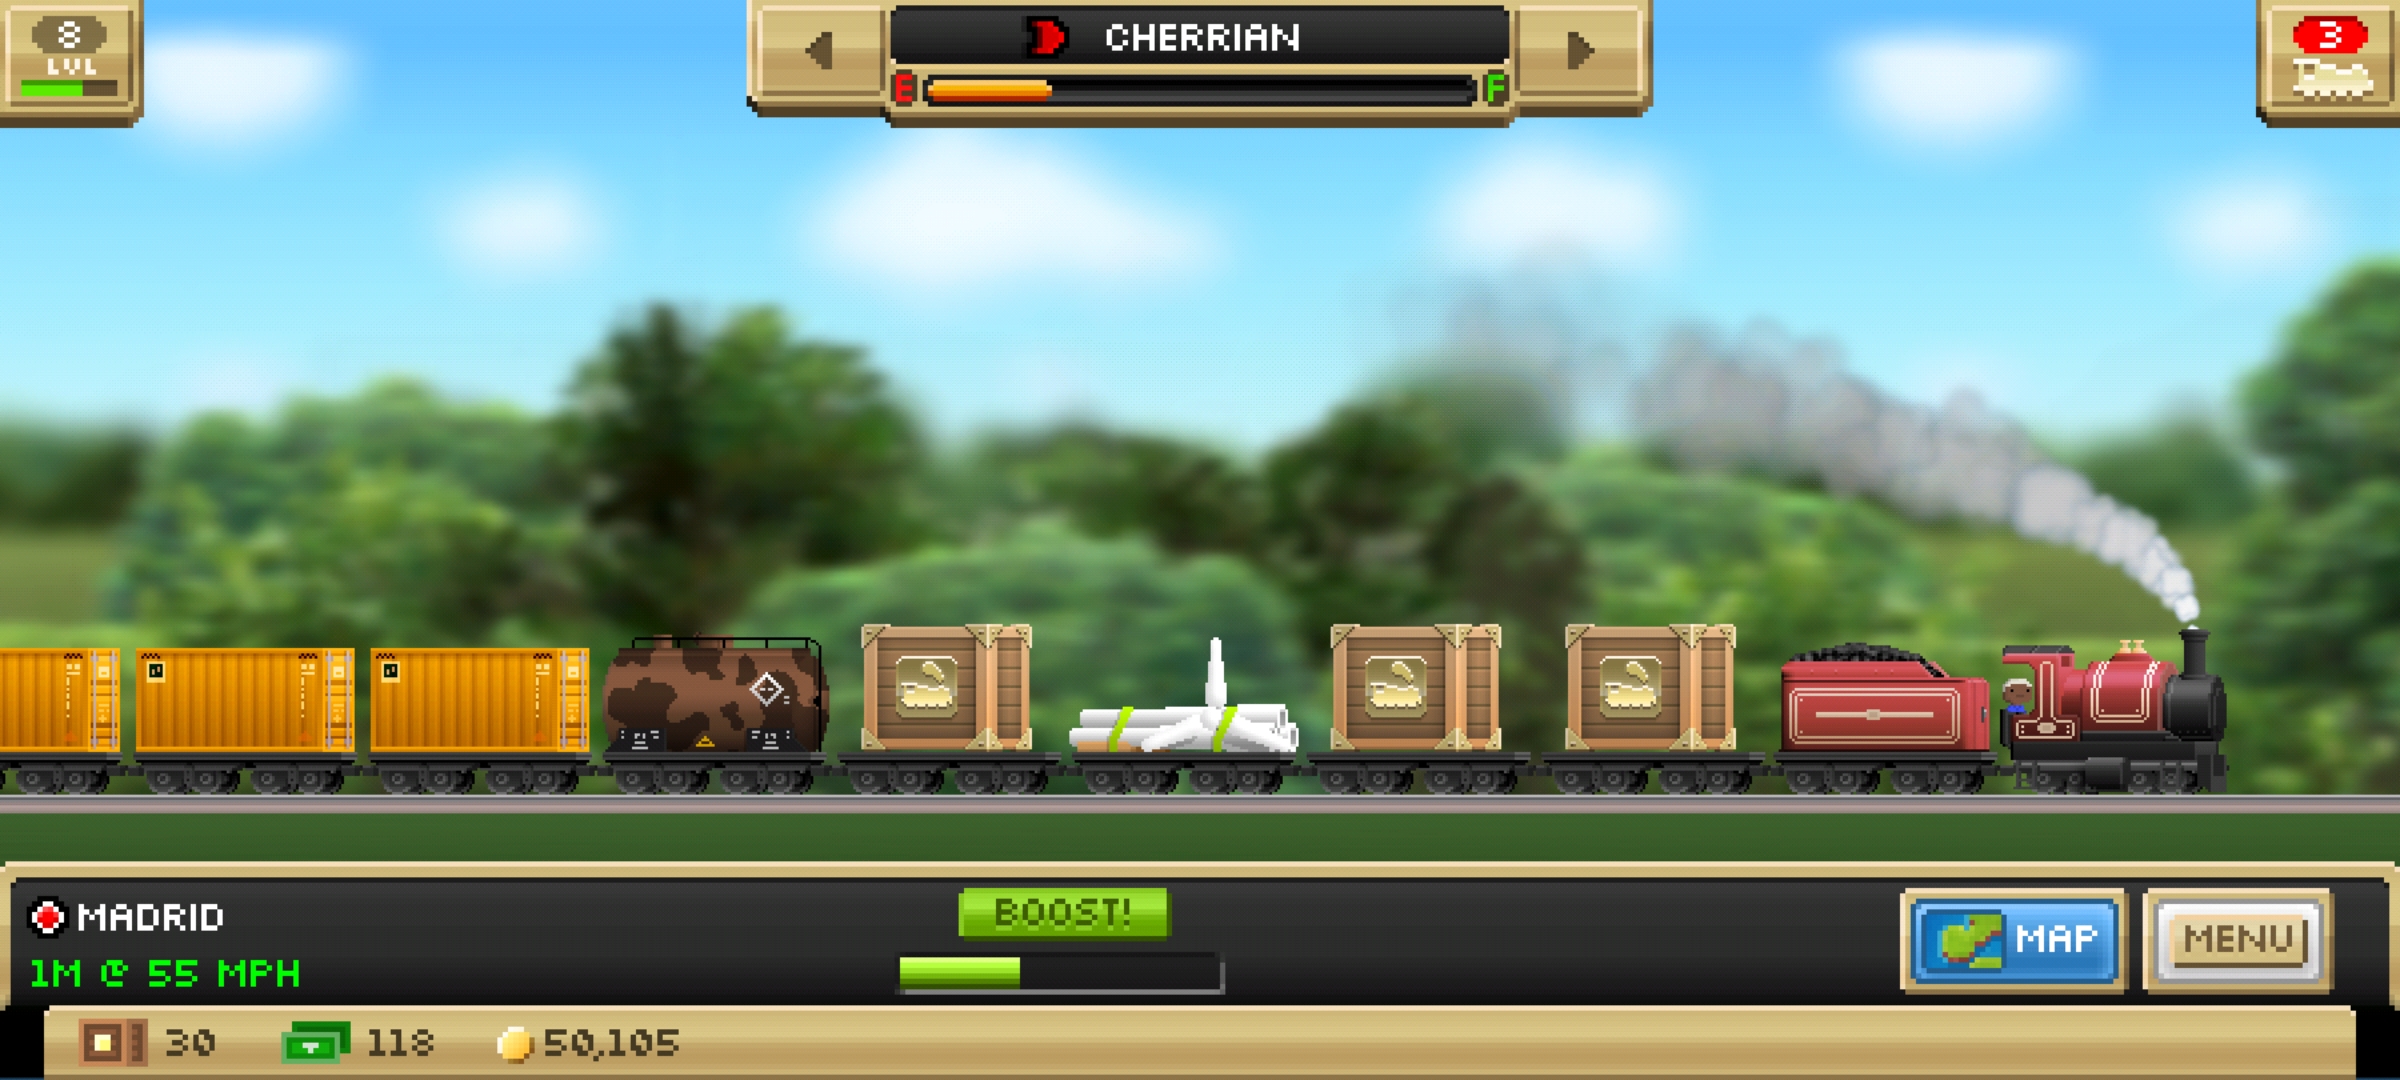 8
LVL
CHERRIAN
E F
3
MADRID
1M @ 55 MPH
BOOST!
MAP
MENU
30
118
50,105